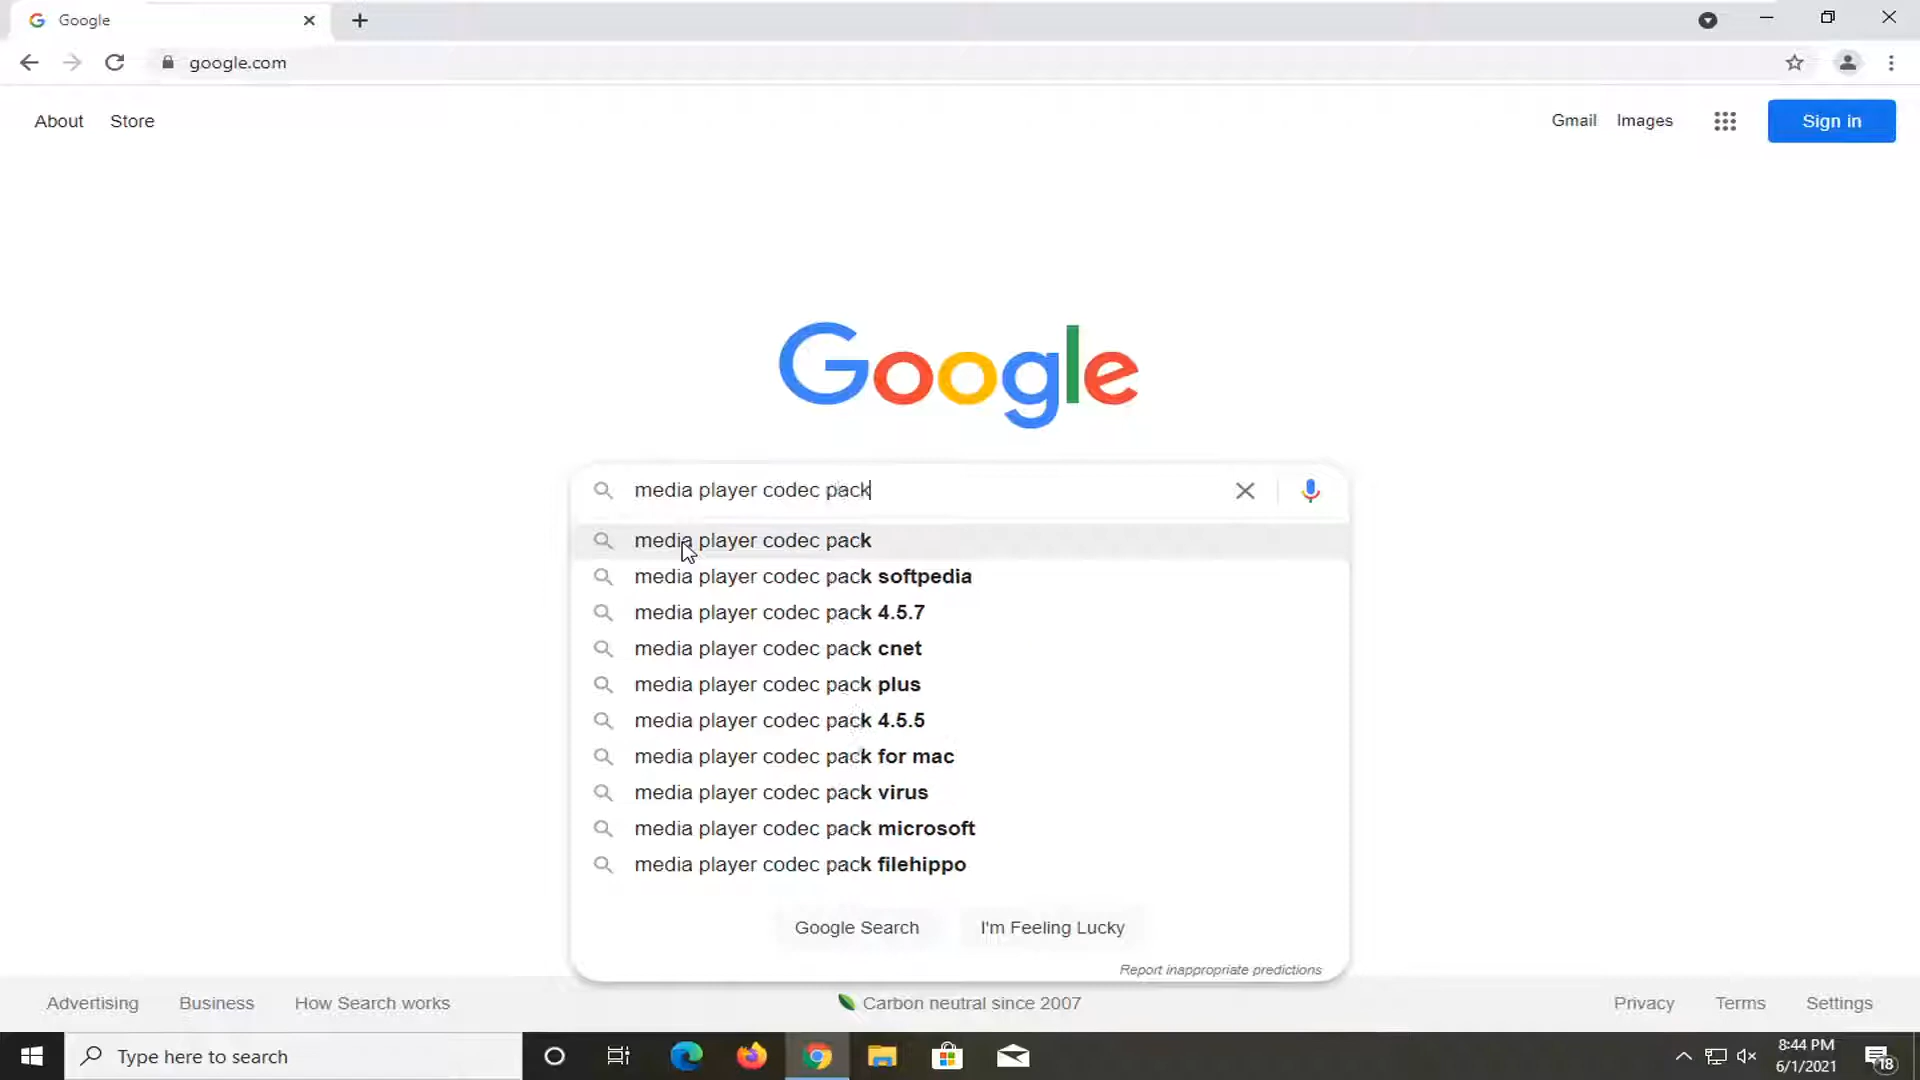 Google
google.com
About Store
Gmail Images Sign in
Google
media player codec pack
media player codec pack
media player codec pack softpedia
media player codec pack 4.5.7
media player codec pack cnet
media player codec pack plus
media player codec pack 4.5.5
media player codec pack for mac
media player codec pack virus
media player codec pack microsoft
media player codec pack filehippo
Google Search I'm Feeling Lucky
Report inappropriate predictions
Advertising Business How Search works Carbon neutral since 2007 Privacy Terms Settings
Type here to search
8:44 PM
6/1/2021
18